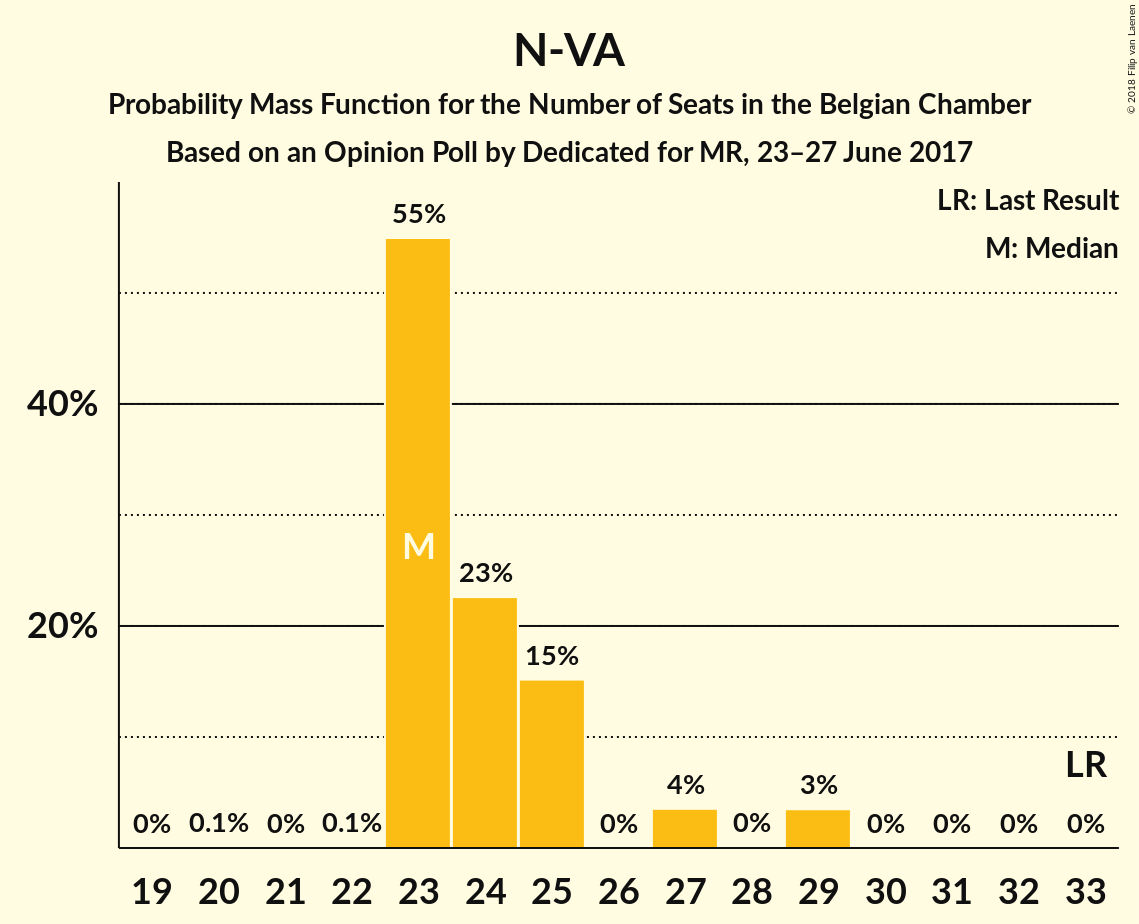 N-VA
Probability Mass Function for the Number of Seats in the Belgian Chamber
Based on an Opinion Poll by Dedicated for MR, 23–27 June 2017
© 2018 Filip van Laenen
LR: Last Result
M: Median
55%
40%
M
23%
20%
15%
LR
4%
3%
0% 0.1% 0% 0.1% 0% 0% 0% 0% 0% 0%
19 20 21 22 23 24 25 26 27 28 29 30 31 32 33